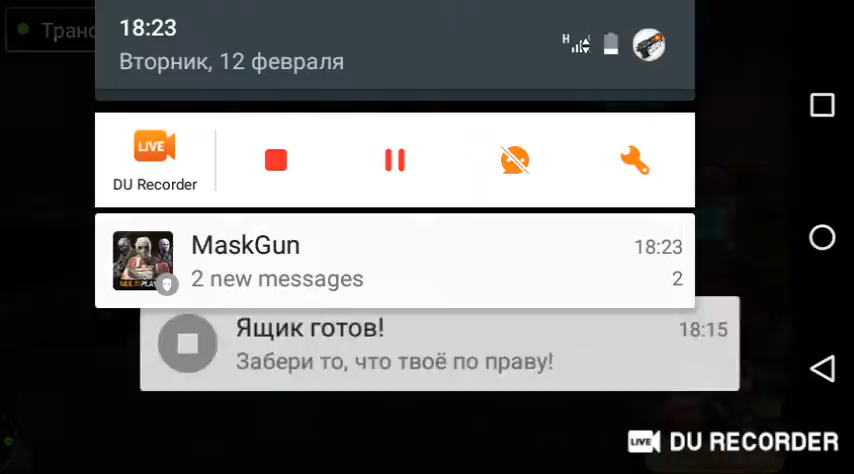 18:23
Вторник, 12 февраля
H
Транс
LIVE
DU Recorder
MaskGun
18:23
2 new messages
2
Ящик готов!
18:15
Забери то, что твоё по праву!
LIVE DU RECORDER